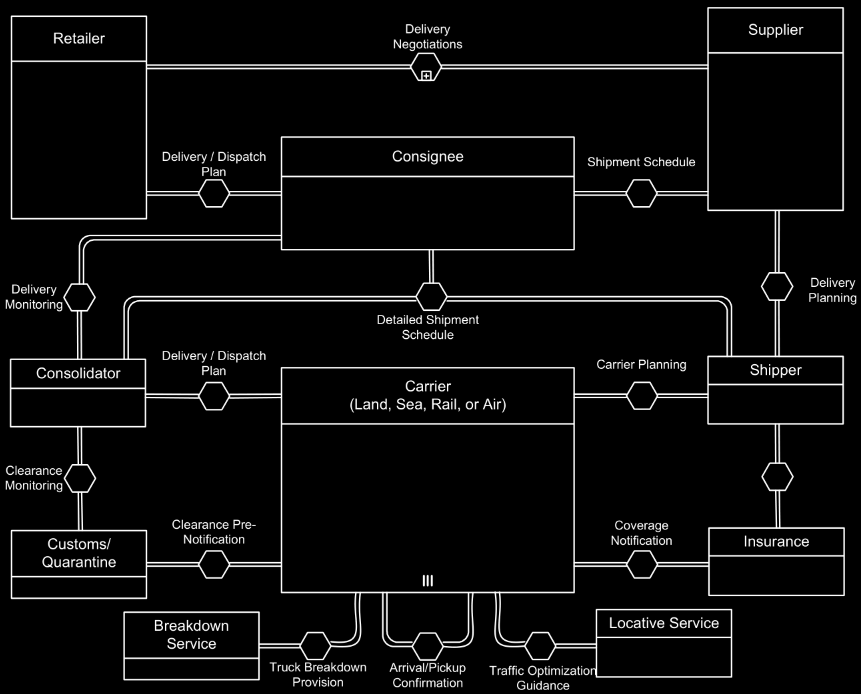 Retailer
Delivery
Negotiations
Supplier
Delivery / Dispatch
Plan
Consignee
Shipment Schedule
Delivery
Monitoring
Detailed Shipment
Schedule
Delivery
Planning
Consolidator
Delivery / Dispatch
Plan
Carrier
(Land, Sea, Rail, or Air)
Carrier Planning
Shipper
Clearance
Monitoring
Customs/
Quarantine
Clearance Pre-
Notification
Coverage
Notification
Insurance
Breakdown
Service
Truck Breakdown
Provision
Arrival/Pickup
Confirmation
Traffic Optimization
Guidance
Locative Service